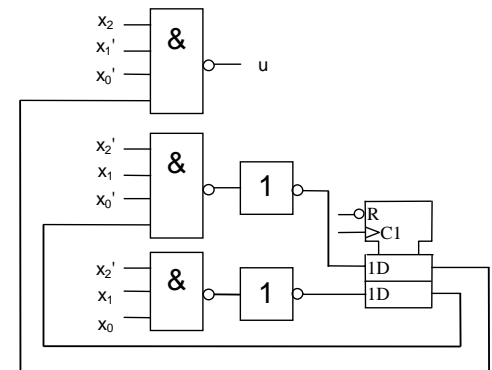 x₂
x₁'
x₀'
&
u
x₂'
x₁
x₀'
&
1
x₂'
x₁
x₀
&
1
R
C1
1D
1D